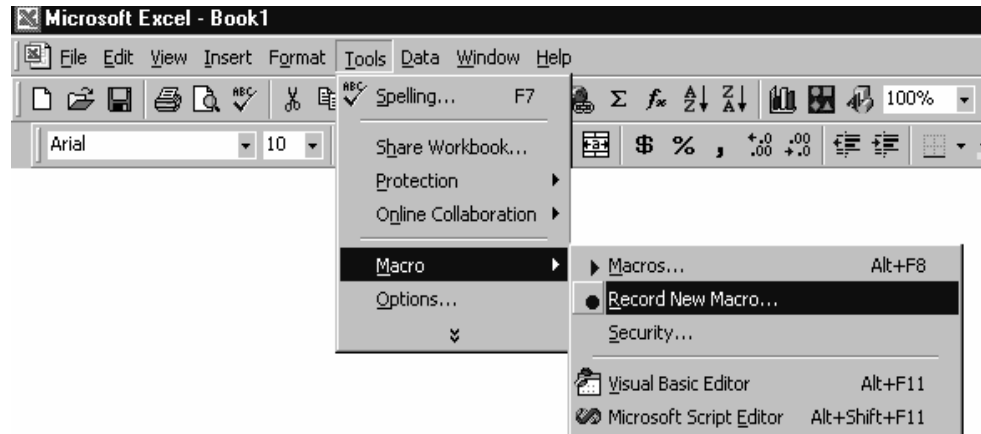 Microsoft Excel - Book1
File Edit View Insert Format Tools Data Window Help
100%
Arial 10
$ % ,
Spelling... F7
Share Workbook...
Protection
Online Collaboration
Macro
Options...
Macros... Alt+F8
Record New Macro...
Security...
Visual Basic Editor Alt+F11
Microsoft Script Editor Alt+Shift+F11